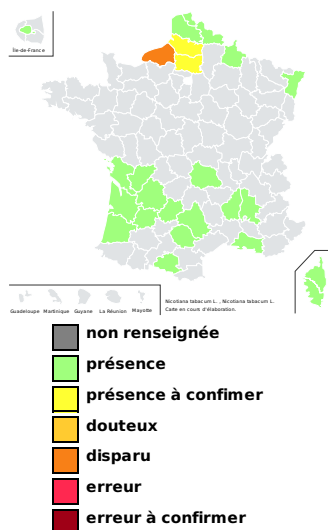 Île-de-France
Nicotiana tabacum L. , Nicotiana tabacum L.
Carte en cours d'élaboration.
Guadeloupe Martinique Guyane La Réunion Mayotte
non renseignée
présence
présence à confimer
douteux
disparu
erreur
erreur à confirmer